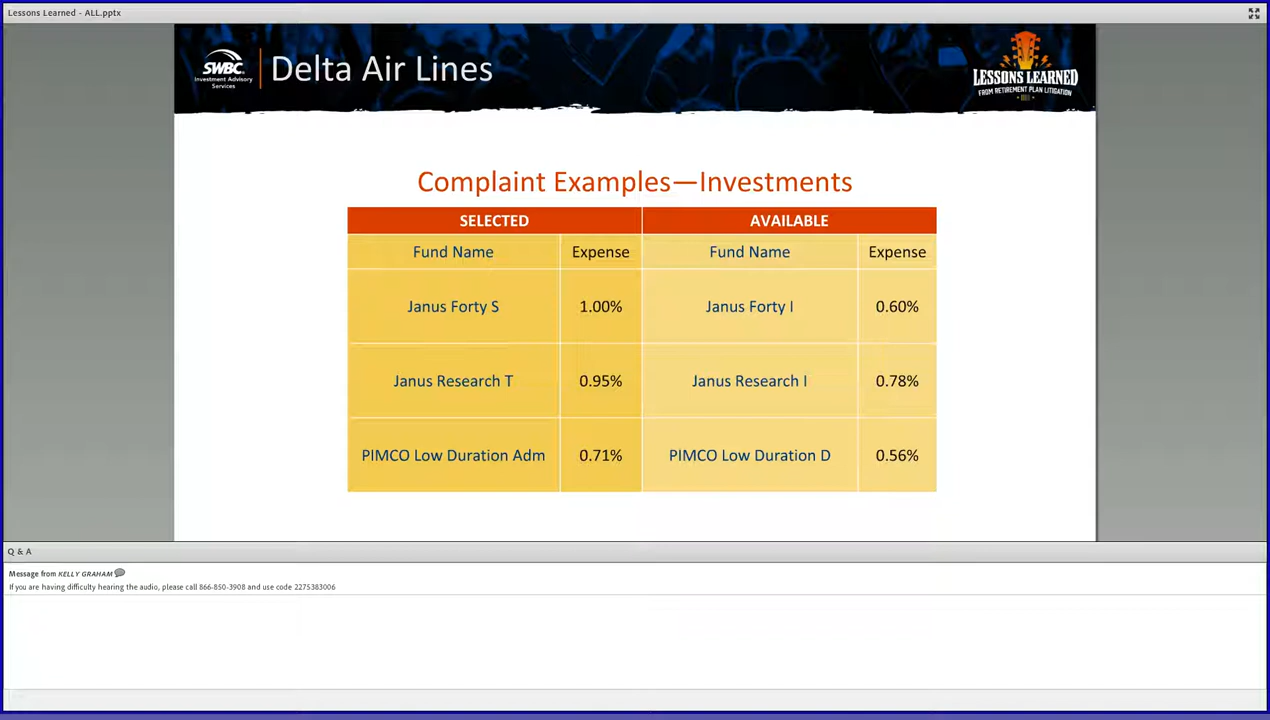 Lessons Learned - ALL.pptx
SWBC
Investment Advisory
Services
Delta Air Lines
LESSONS LEARNED
FROM RETIREMENT PLAN LITIGATION
Complaint Examples—Investments
SELECTED AVAILABLE
Fund Name Expense Fund Name Expense
Janus Forty S 1.00% Janus Forty I 0.60%
Janus Research T 0.95% Janus Research I 0.78%
PIMCO Low Duration Adm 0.71% PIMCO Low Duration D 0.56%
Q & A
Message from KELLY GRAHAM
If you are having difficulty hearing the audio, please call 866-850-3908 and use code 2275383006